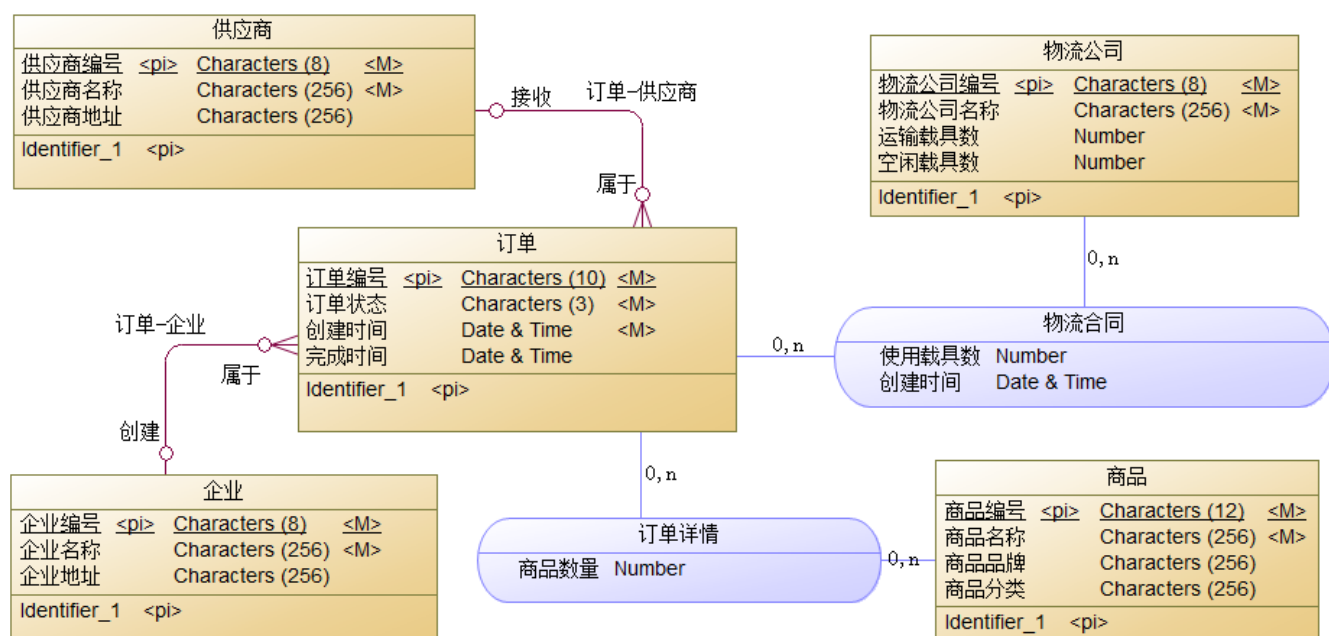 供应商
供应商编号 <pi> Characters (8) <M>
供应商名称 Characters (256) <M>
供应商地址 Characters (256)
Identifier_1 <pi>
接收
订单-供应商
属于
物流公司
物流公司编号 <pi> Characters (8) <M>
物流公司名称 Characters (256) <M>
运输载具数 Number
空闲载具数 Number
Identifier_1 <pi>
0,n
订单
订单编号 <pi> Characters (10) <M>
订单状态 Characters (3) <M>
创建时间 Date & Time <M>
完成时间 Date & Time
Identifier_1 <pi>
订单-企业
属于
创建
0,n
物流合同
使用载具数 Number
创建时间 Date & Time
0,n
企业
企业编号 <pi> Characters (8) <M>
企业名称 Characters (256) <M>
企业地址 Characters (256)
Identifier_1 <pi>
订单详情
商品数量 Number
0,n
商品
商品编号 <pi> Characters (12) <M>
商品名称 Characters (256) <M>
商品品牌 Characters (256)
商品分类 Characters (256)
Identifier_1 <pi>